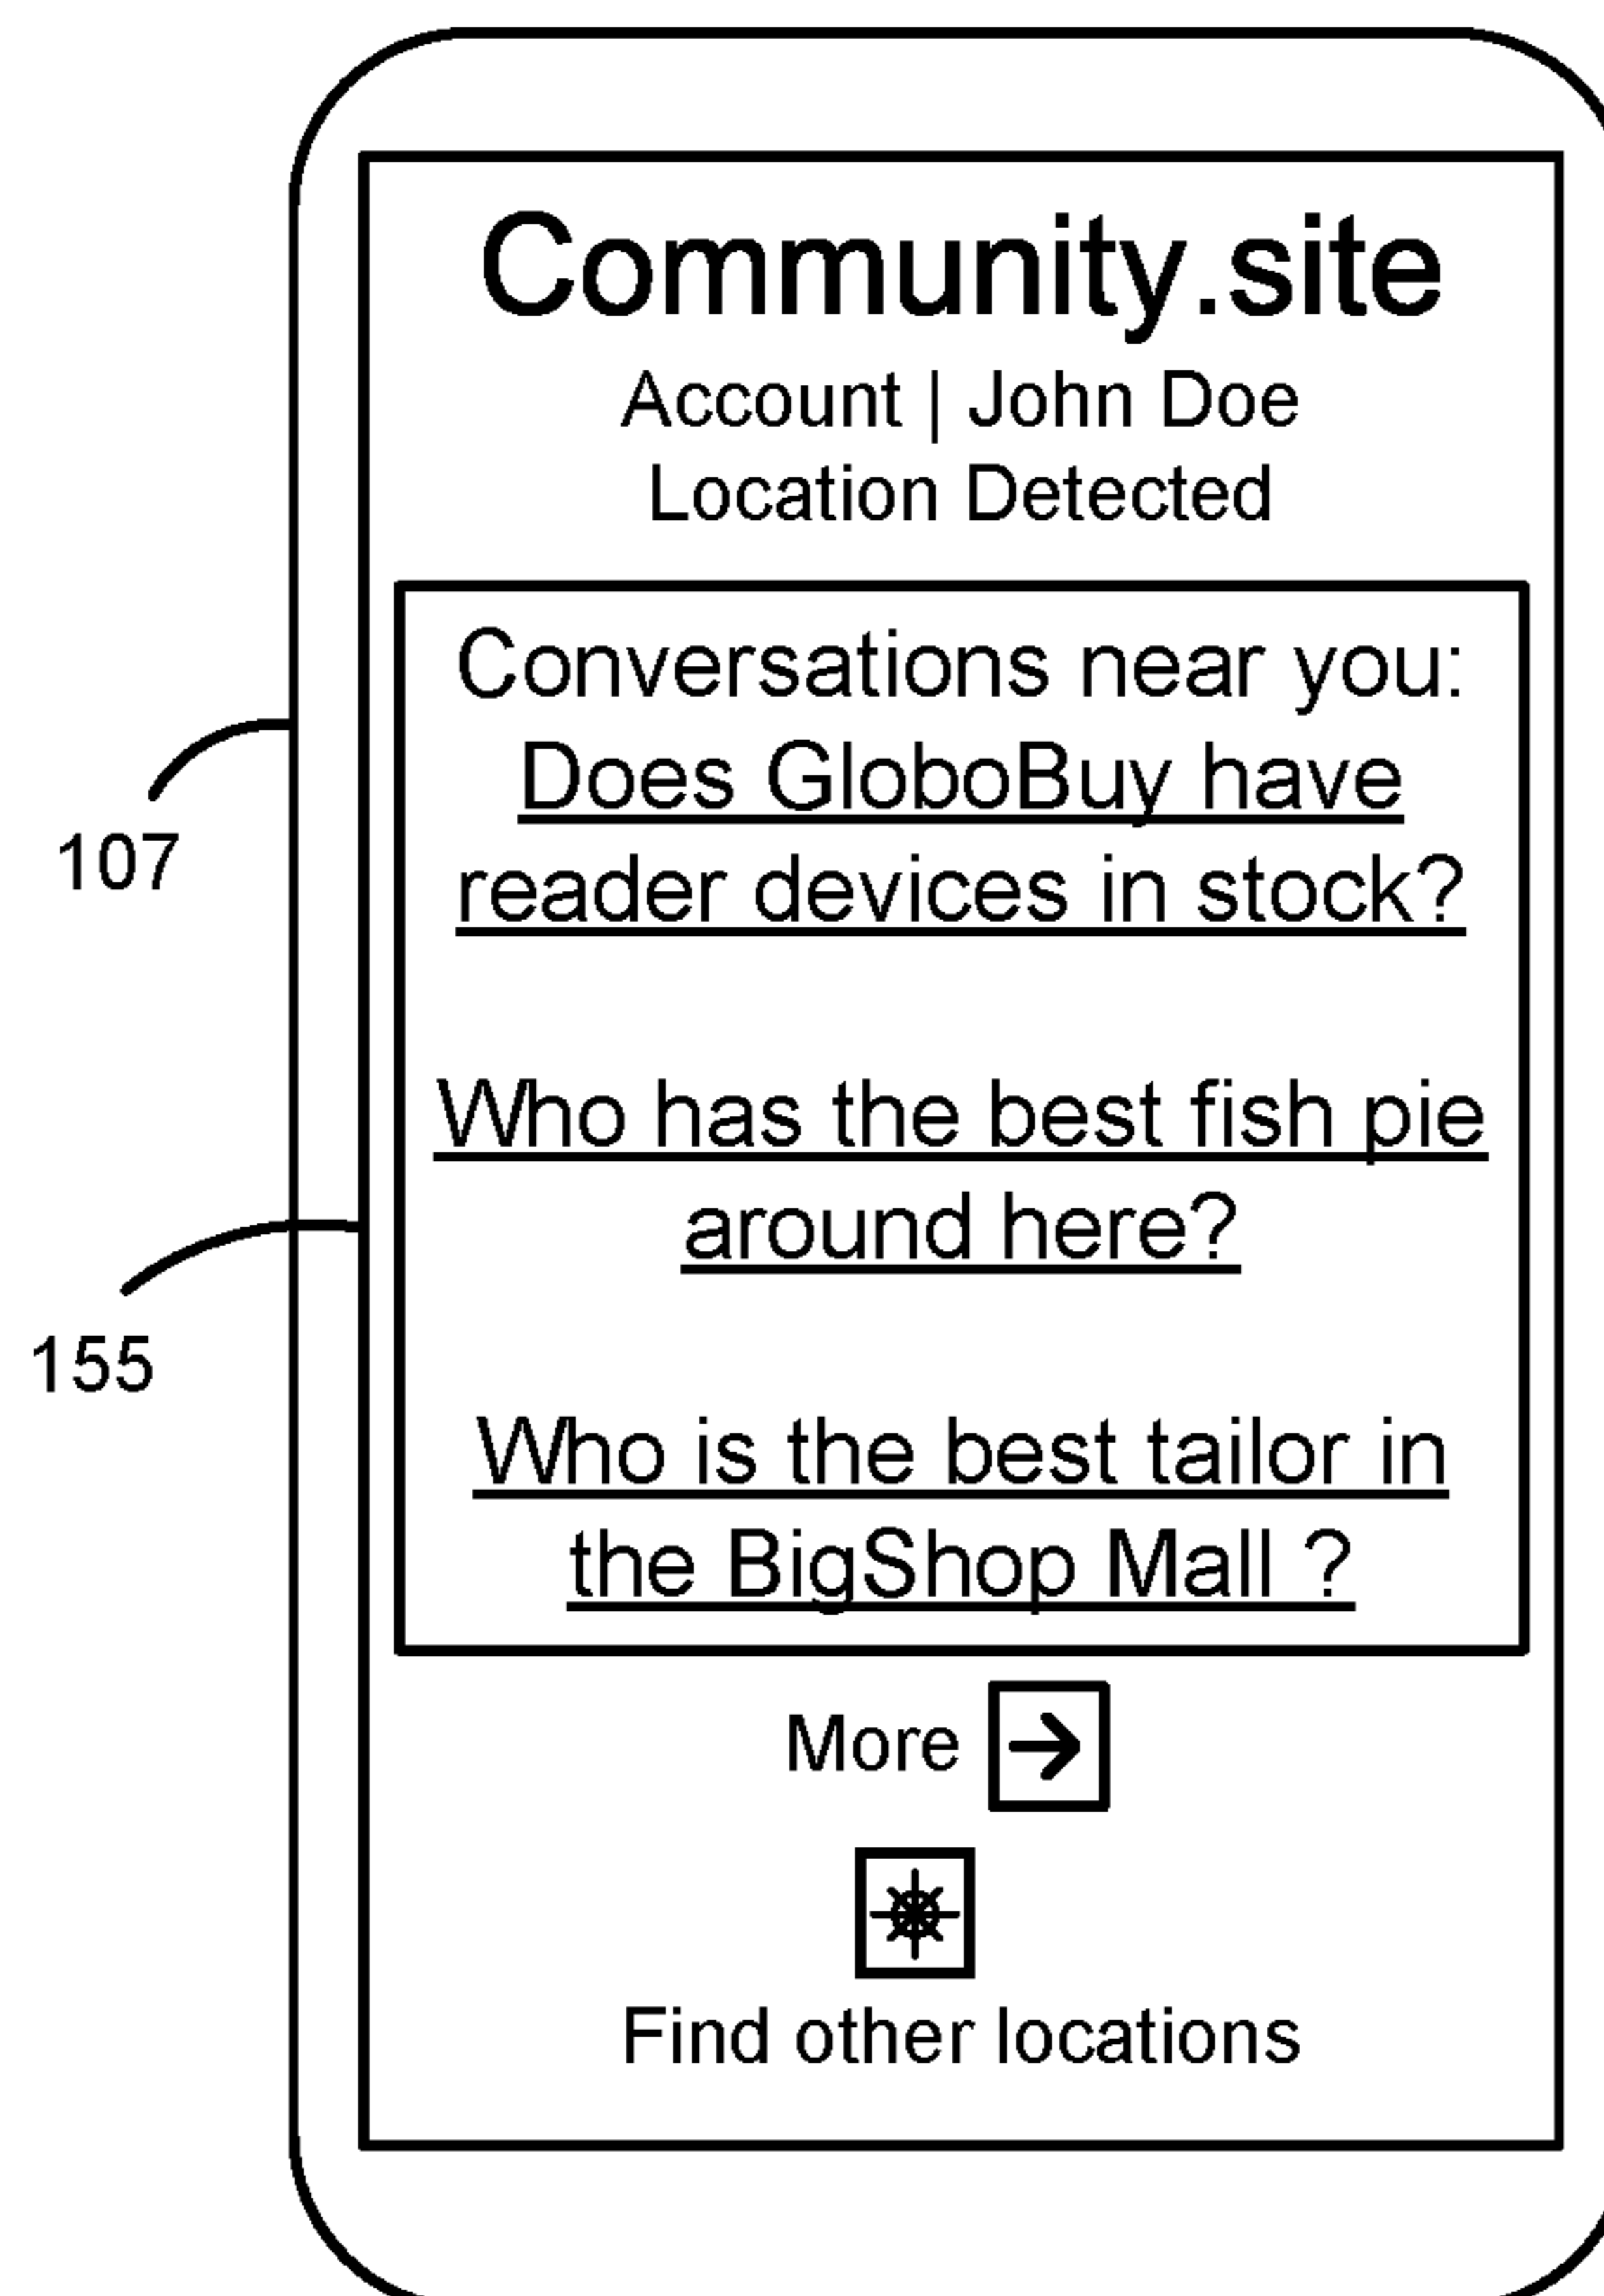 Community.site
Account | John Doe
Location Detected
Conversations near you:
Does GloboBuy have
reader devices in stock?
107
Who has the best fish pie
around here?
155
Who is the best tailor in
the BigShop Mall ?
More
Find other locations